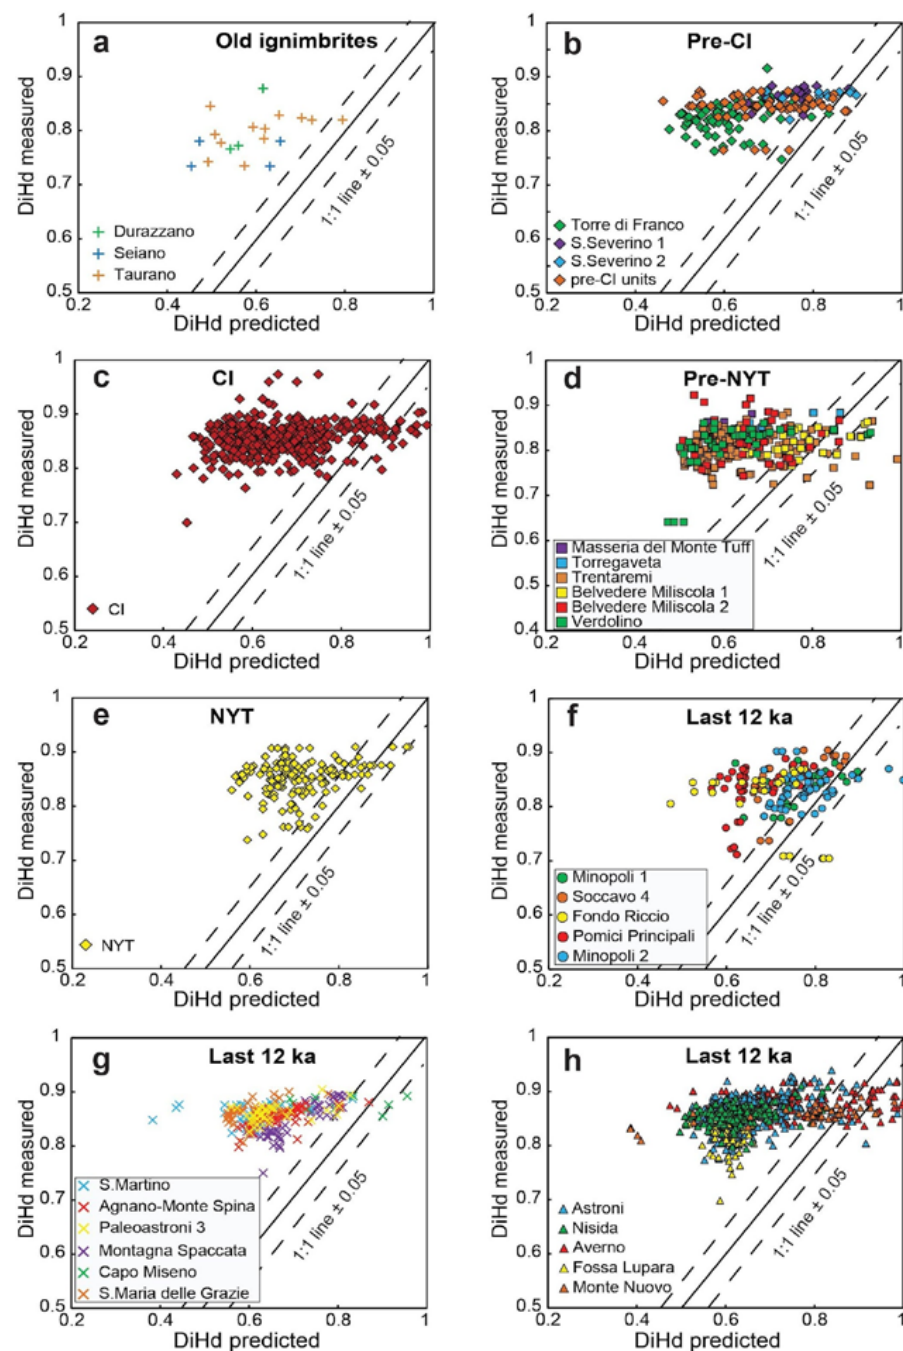 a Old ignimbrites
DiHd measured
1
0.9
0.8
0.7
0.6
0.5
1:1 line ± 0.05
Durazzano
Seiano
Taurano
0.2 0.4 0.6 0.8 1
DiHd predicted
b Pre-CI
DiHd measured
1
0.9
0.8
0.7
0.6
0.5
1:1 line ± 0.05
Torre di Franco
S.Severino 1
S.Severino 2
pre-CI units
0.2 0.4 0.6 0.8 1
DiHd predicted
c CI
DiHd measured
1
0.9
0.8
0.7
0.6
0.5
1:1 line ± 0.05
CI
0.2 0.4 0.6 0.8 1
DiHd predicted
d Pre-NYT
DiHd measured
1
0.9
0.8
0.7
0.6
0.5
0.4
1:1 line ± 0.05
Masseria del Monte Tuff
Torregaveta
Trentaremi
Belvedere Miliscola 1
Belvedere Miliscola 2
Verdolino
0.2 0.4 0.6 0.8 1
DiHd predicted
e NYT
DiHd measured
1
0.9
0.8
0.7
0.6
0.5
1:1 line ± 0.05
NYT
0.2 0.4 0.6 0.8 1
DiHd predicted
f Last 12 ka
DiHd measured
1
0.9
0.8
0.7
0.6
0.5
1:1 line ± 0.05
Minopoli 1
Soccavo 4
Fondo Riccio
Pomici Principali
Minopoli 2
0.2 0.4 0.6 0.8 1
DiHd predicted
g Last 12 ka
DiHd measured
1
0.9
0.8
0.7
0.6
0.5
1:1 line ± 0.05
S.Martino
Agnano-Monte Spina
Paleoastroni 3
Montagna Spaccata
Capo Miseno
S.Maria delle Grazie
0.2 0.4 0.6 0.8 1
DiHd predicted
h Last 12 ka
DiHd measured
1
0.9
0.8
0.7
0.6
0.5
1:1 line ± 0.05
Astroni
Nisida
Averno
Fossa Lupara
Monte Nuovo
0.2 0.4 0.6 0.8 1
DiHd predicted